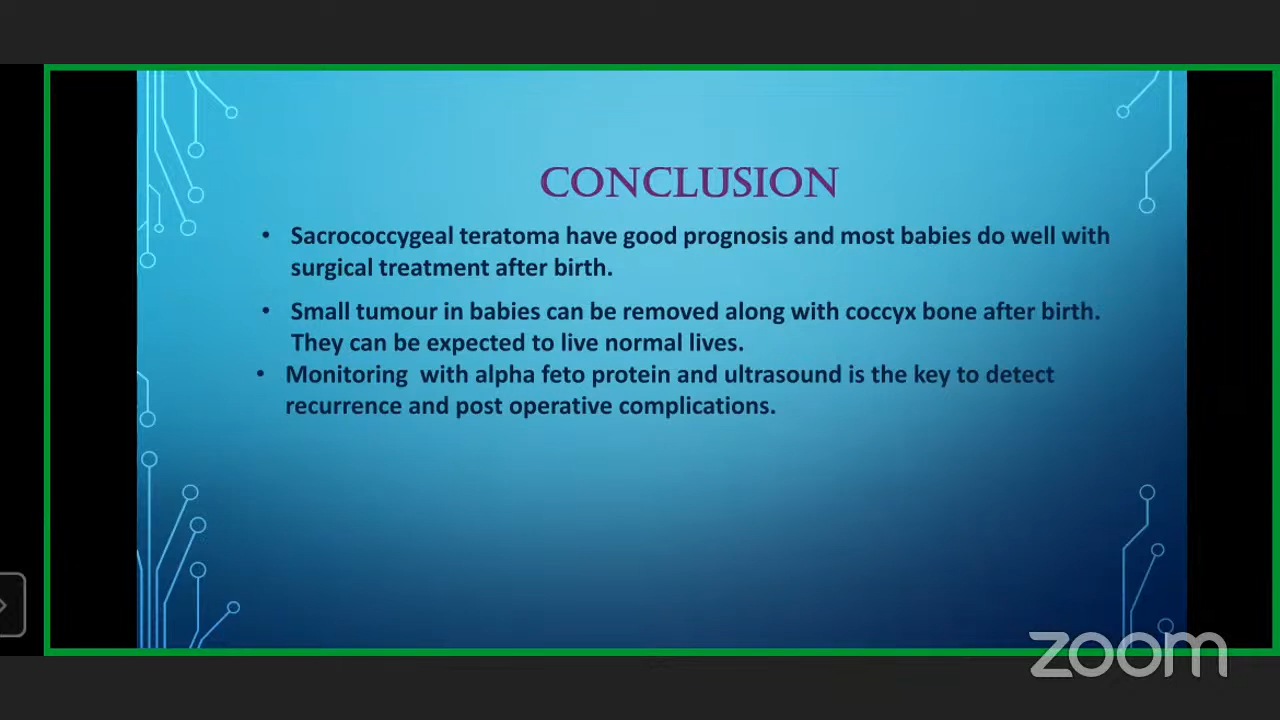 CONCLUSION
• Sacrococcygeal teratoma have good prognosis and most babies do well with
surgical treatment after birth.
• Small tumour in babies can be removed along with coccyx bone after birth.
They can be expected to live normal lives.
• Monitoring with alpha feto protein and ultrasound is the key to detect
recurrence and post operative complications.
zoom